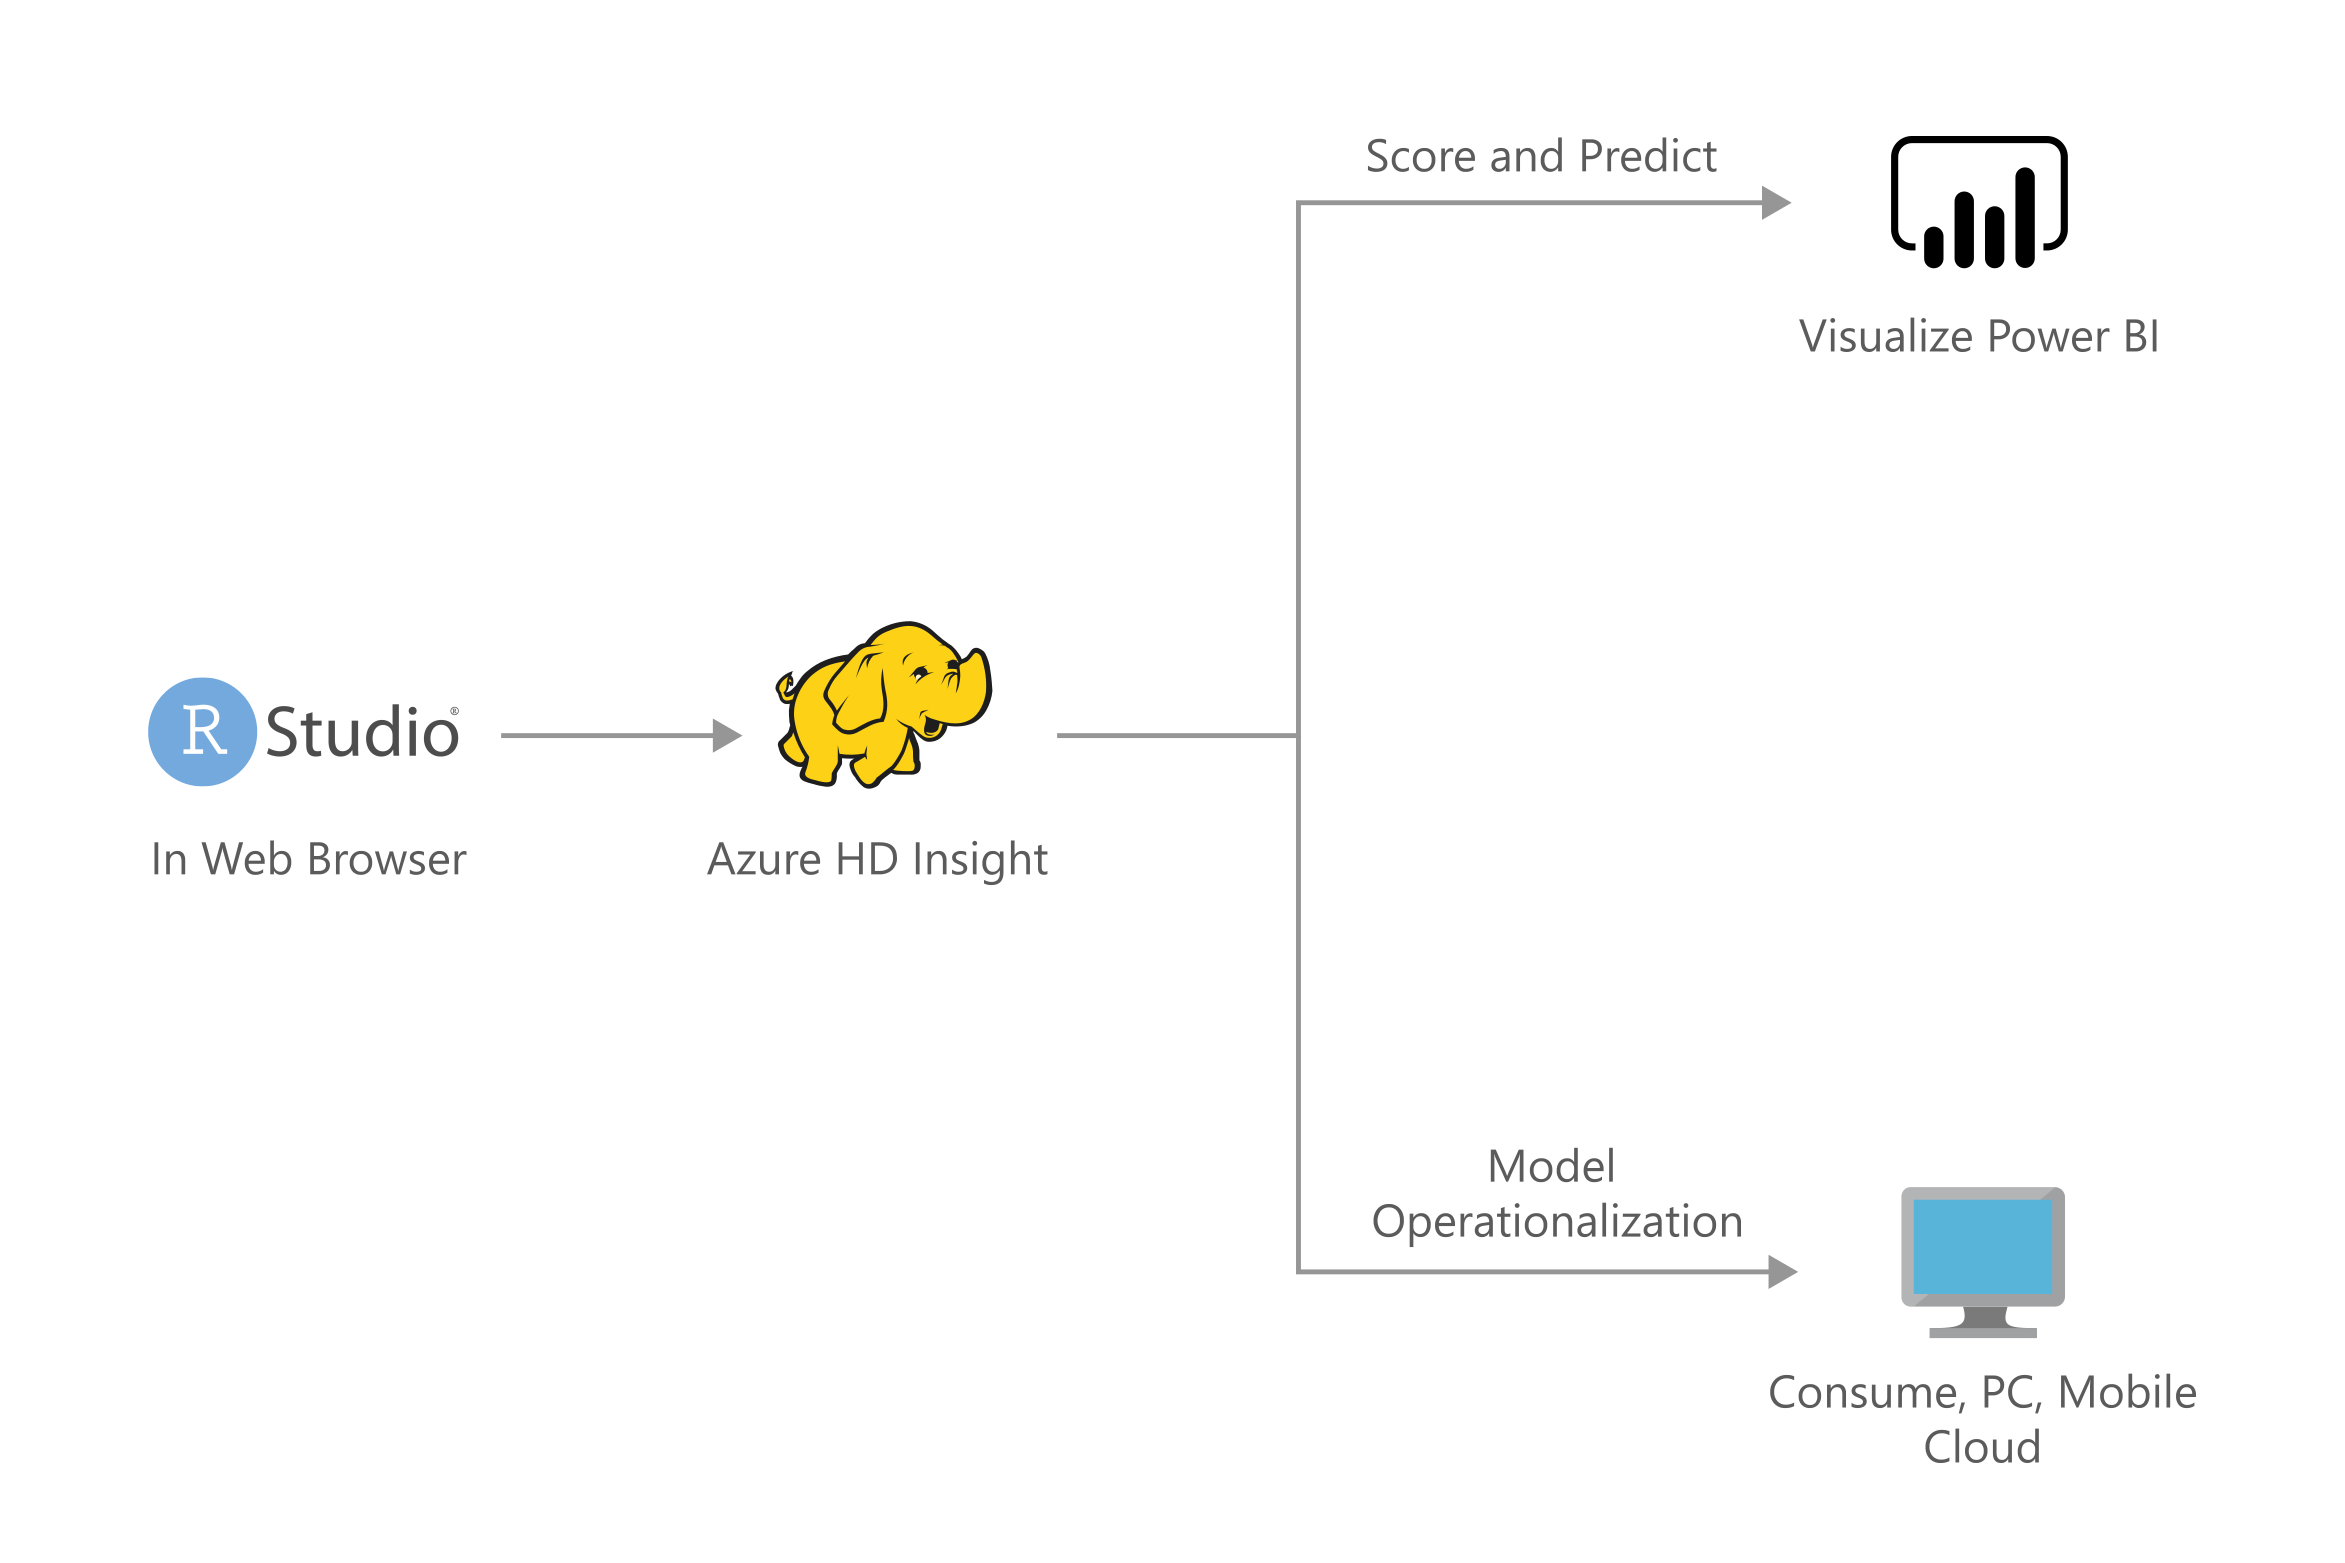 Score and Predict
Visualize Power BI
R Studio®
In Web Browser
Azure HD Insight
Model
Operationalization
Consume, PC, Mobile
Cloud